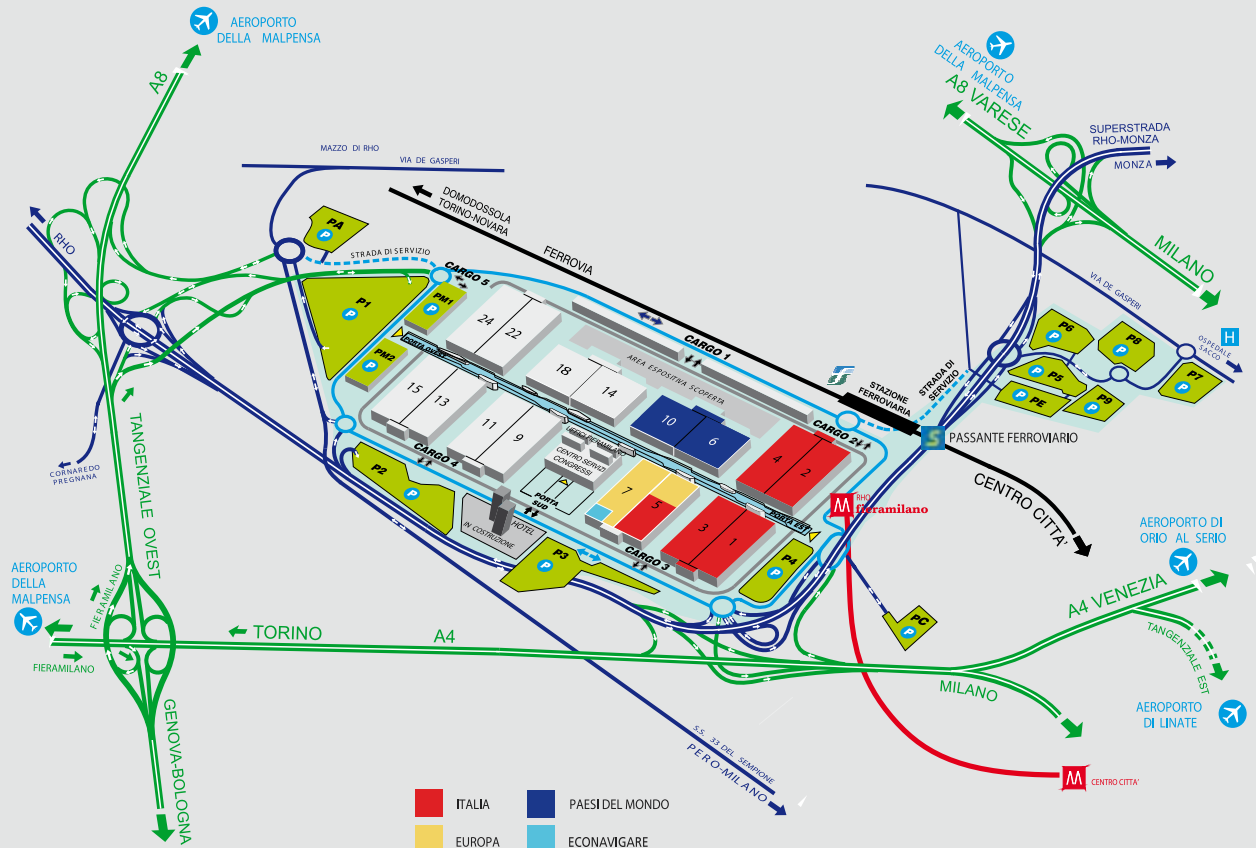 AEROPORTO
DELLA MALPENSA
A8
AEROPORTO
DELLA MALPENSA
A8 VARESE
SUPERSTRADA
RHO-MONZA
MONZA
MILANO
MAZZO DI RHO
VIA DE GASPERI
DOMODOSSOLA
TORINO-NOVARA
FERROVIA
RHO
PA
P
STRADA DI SERVIZIO
CARGO 5
P1
P
PM1
P
PM2
P
PORTA OVEST
24
22
18
14
15
13
11
9
10
6
4
2
7
5
3
1
AREA ESPOSITIVA SCOPERTA
CARGO 1
CARGO 2
CARGO 3
CARGO 4
CENTRO SERVIZI
CONGRESSI
PORTA
SUD
PORTA EST
HOTEL
IN COSTRUZIONE
P2
P
P3
P
P4
P
STAZIONE
FERROVIARIA
STRADA DI
SERVIZIO
S
PASSANTE FERROVIARIO
CENTRO CITTA'
VIA DE GASPERI
P6
P
P8
P
P5
P
P7
P
PE
P
P9
P
H
OSPEDALE
SACCO
M
RHO
fieramilano
PC
P
CORNAREDO
PREGNANA
TANGENZIALE OVEST
AEROPORTO
DELLA
MALPENSA
FIERAMILANO
FIERAMILANO
TORINO
A4
GENOVA-BOLOGNA
AEROPORTO DI
ORIO AL SERIO
A4 VENEZIA
TANGENZIALE EST
MILANO
AEROPORTO
DI LINATE
S.S. 33 DEL SEMPIONE
PERO-MILANO
M
CENTRO CITTA'
ITALIA
PAESI DEL MONDO
EUROPA
ECONAVIGARE